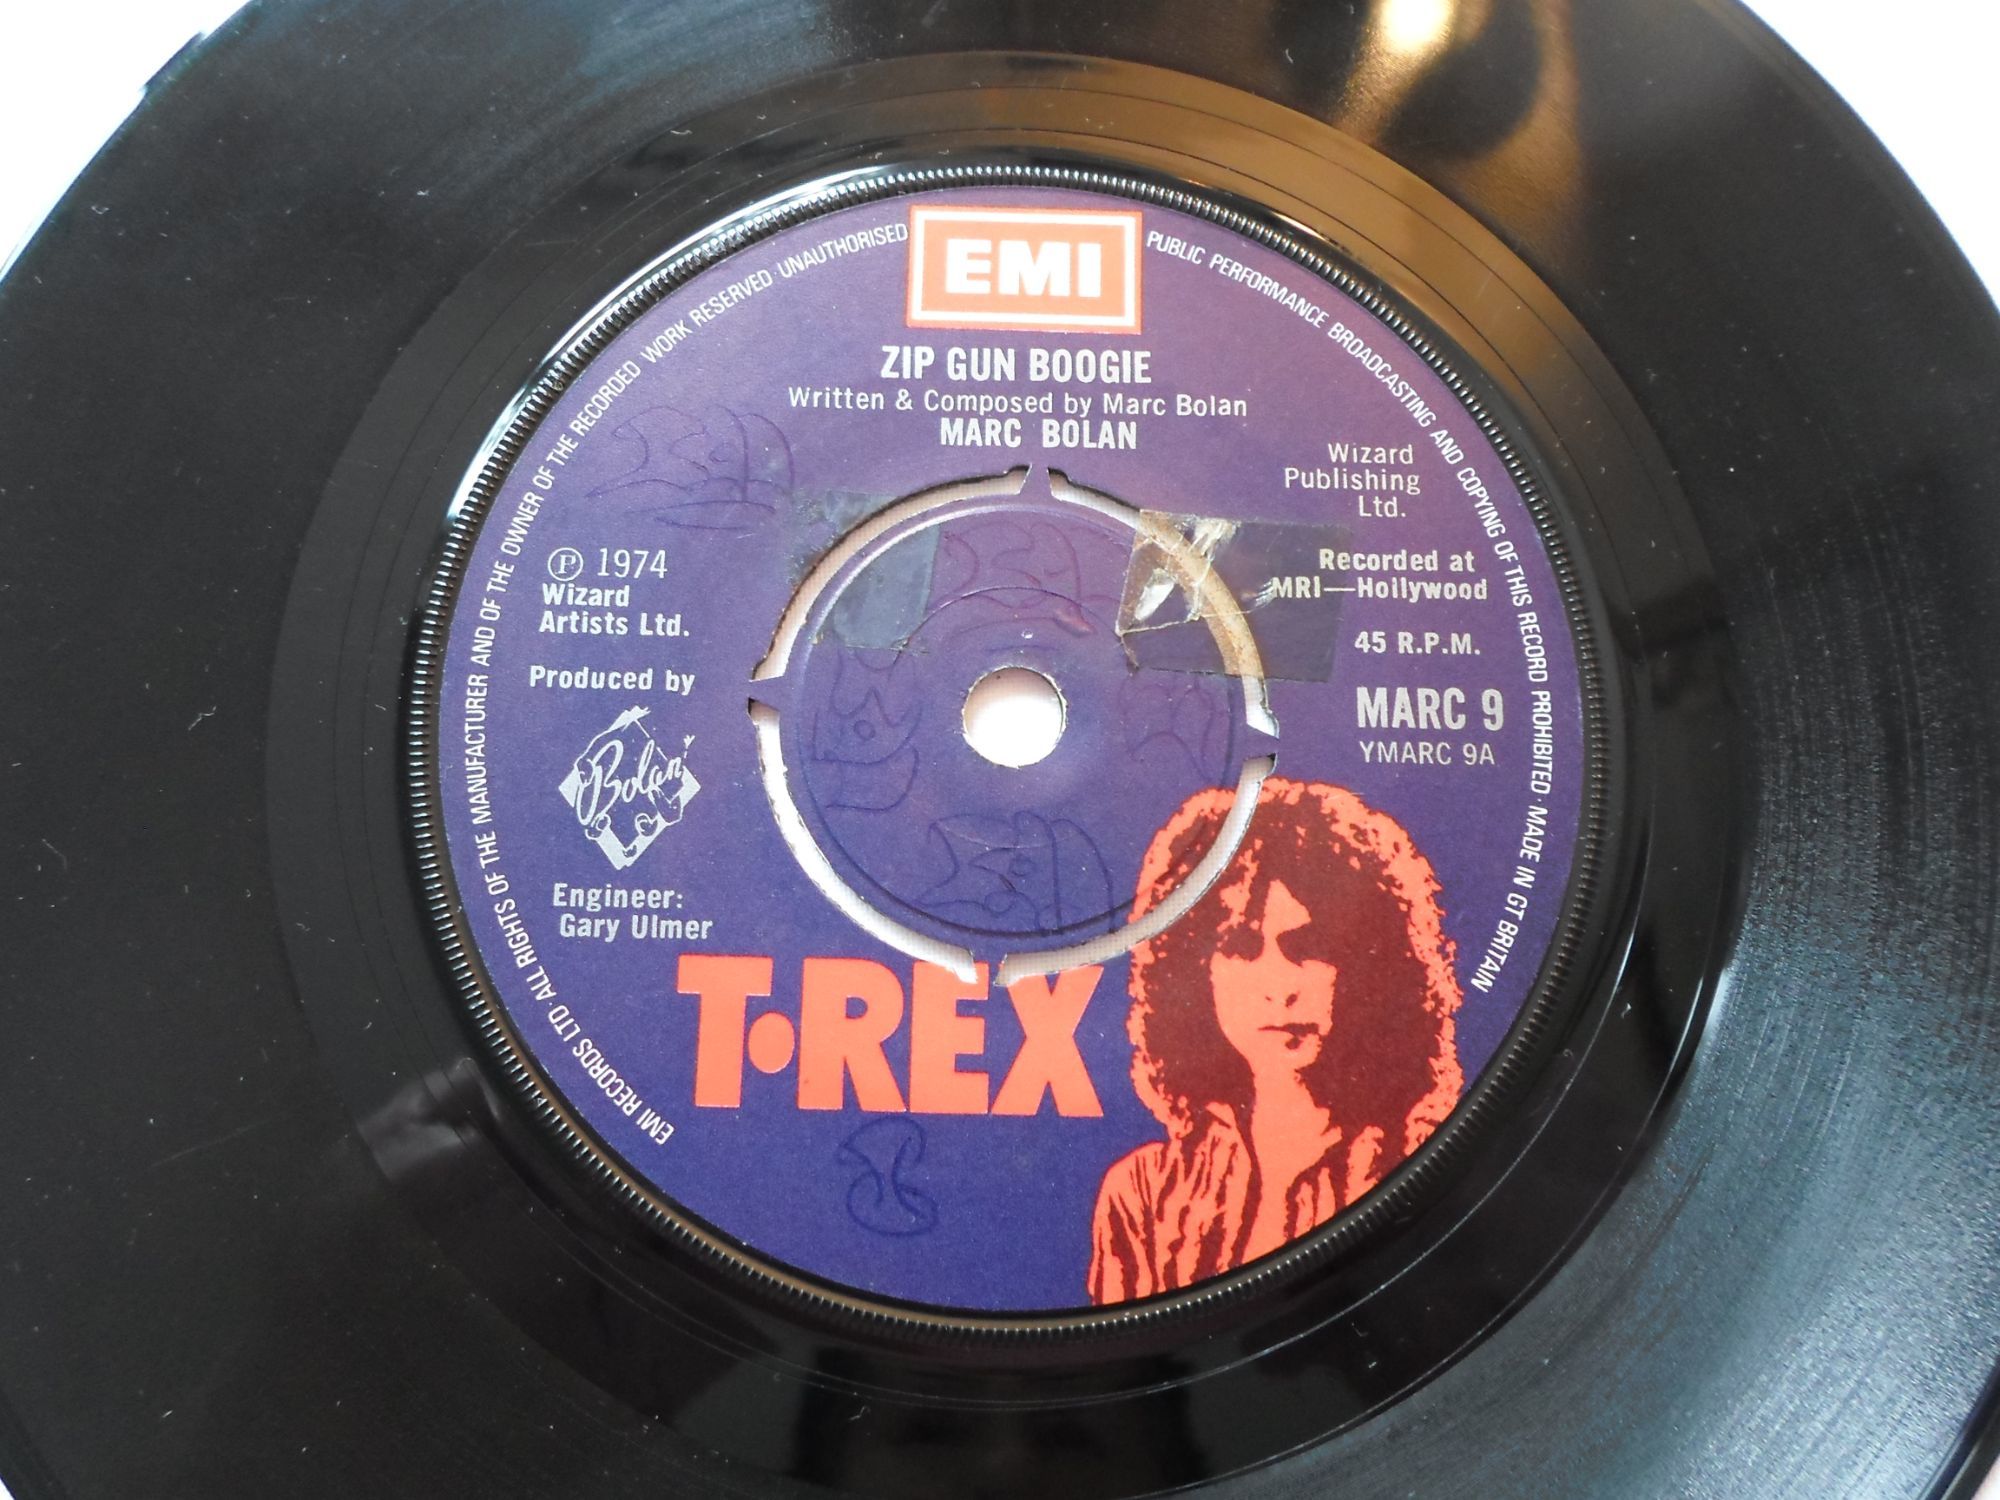 EMI
ZIP GUN BOOGIE
Written & Composed by Marc Bolan
MARC BOLAN
Wizard
Publishing
Ltd.
Ⓟ 1974
Wizard
Artists Ltd.
Recorded at
MRI—Hollywood
45 R.P.M.
Produced by
Bolan
MARC 9
YMARC 9A
Engineer:
Gary Ulmer
T·REX
EMI RECORDS LTD · ALL RIGHTS OF THE MANUFACTURER AND OF THE OWNER OF THE RECORDED WORK RESERVED · UNAUTHORISED PUBLIC PERFORMANCE BROADCASTING AND COPYING OF THIS RECORD PROHIBITED · MADE IN GT BRITAIN